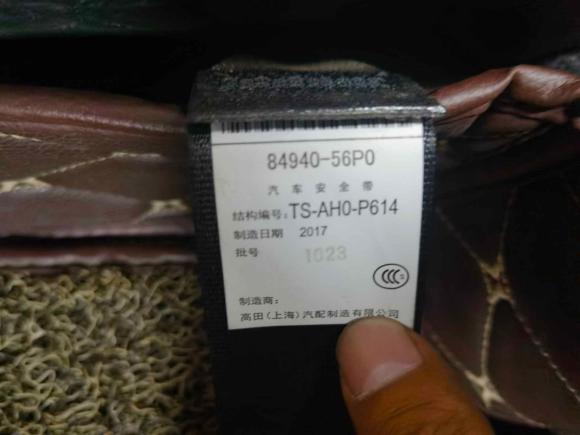 84940-56P0
汽车安全带
结构编号:TS-AH0-P614
制造日期 2017
批号 1023
CCC
制造商:
高田(上海)汽配制造有限公司